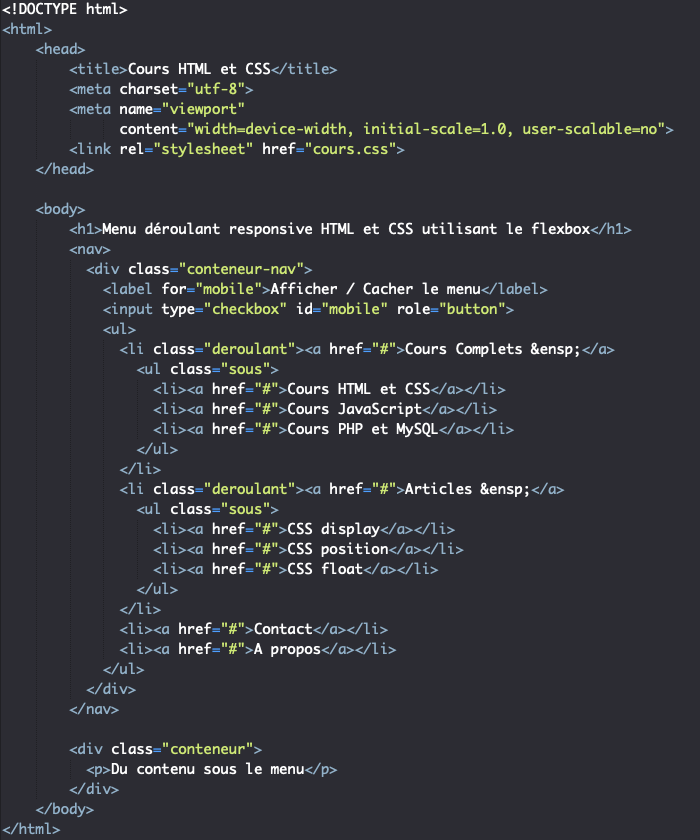 <!DOCTYPE html>
<html>
    <head>
        <title>Cours HTML et CSS</title>
        <meta charset="utf-8">
        <meta name="viewport"
              content="width=device-width, initial-scale=1.0, user-scalable=no">
        <link rel="stylesheet" href="cours.css">
    </head>

    <body>
        <h1>Menu déroulant responsive HTML et CSS utilisant le flexbox</h1>
        <nav>
          <div class="conteneur-nav">
            <label for="mobile">Afficher / Cacher le menu</label>
            <input type="checkbox" id="mobile" role="button">
            <ul>
              <li class="deroulant"><a href="#">Cours Complets &ensp;</a>
                <ul class="sous">
                  <li><a href="#">Cours HTML et CSS</a></li>
                  <li><a href="#">Cours JavaScript</a></li>
                  <li><a href="#">Cours PHP et MySQL</a></li>
                </ul>
              </li>
              <li class="deroulant"><a href="#">Articles &ensp;</a>
                <ul class="sous">
                  <li><a href="#">CSS display</a></li>
                  <li><a href="#">CSS position</a></li>
                  <li><a href="#">CSS float</a></li>
                </ul>
              </li>
              <li><a href="#">Contact</a></li>
              <li><a href="#">A propos</a></li>
            </ul>
          </div>
        </nav>

        <div class="conteneur">
          <p>Du contenu sous le menu</p>
        </div>
    </body>
</html>